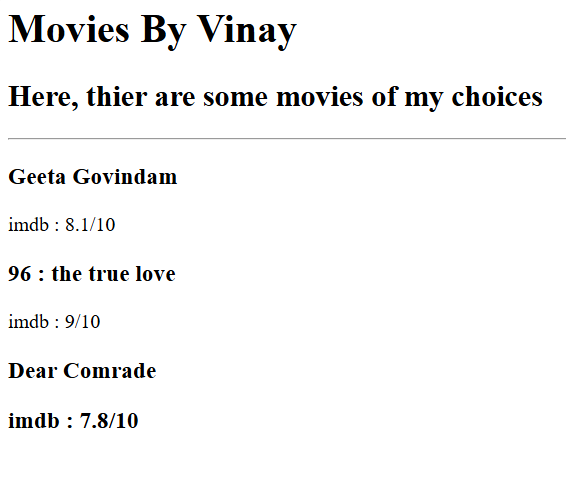 Movies By Vinay
Here, thier are some movies of my choices
Geeta Govindam
imdb : 8.1/10
96 : the true love
imdb : 9/10
Dear Comrade
imdb : 7.8/10